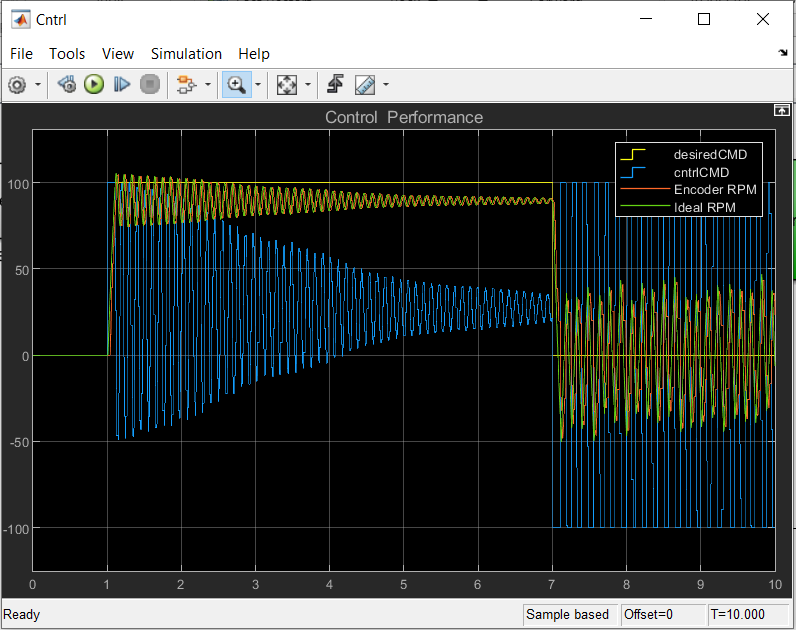 Cntrl
File Tools View Simulation Help
Control Performance
desiredCMD
cntrlCMD
Encoder RPM
Ideal RPM
100
50
0
-50
-100
0 1 2 3 4 5 6 7 8 9 10
Ready Sample based Offset=0 T=10.000